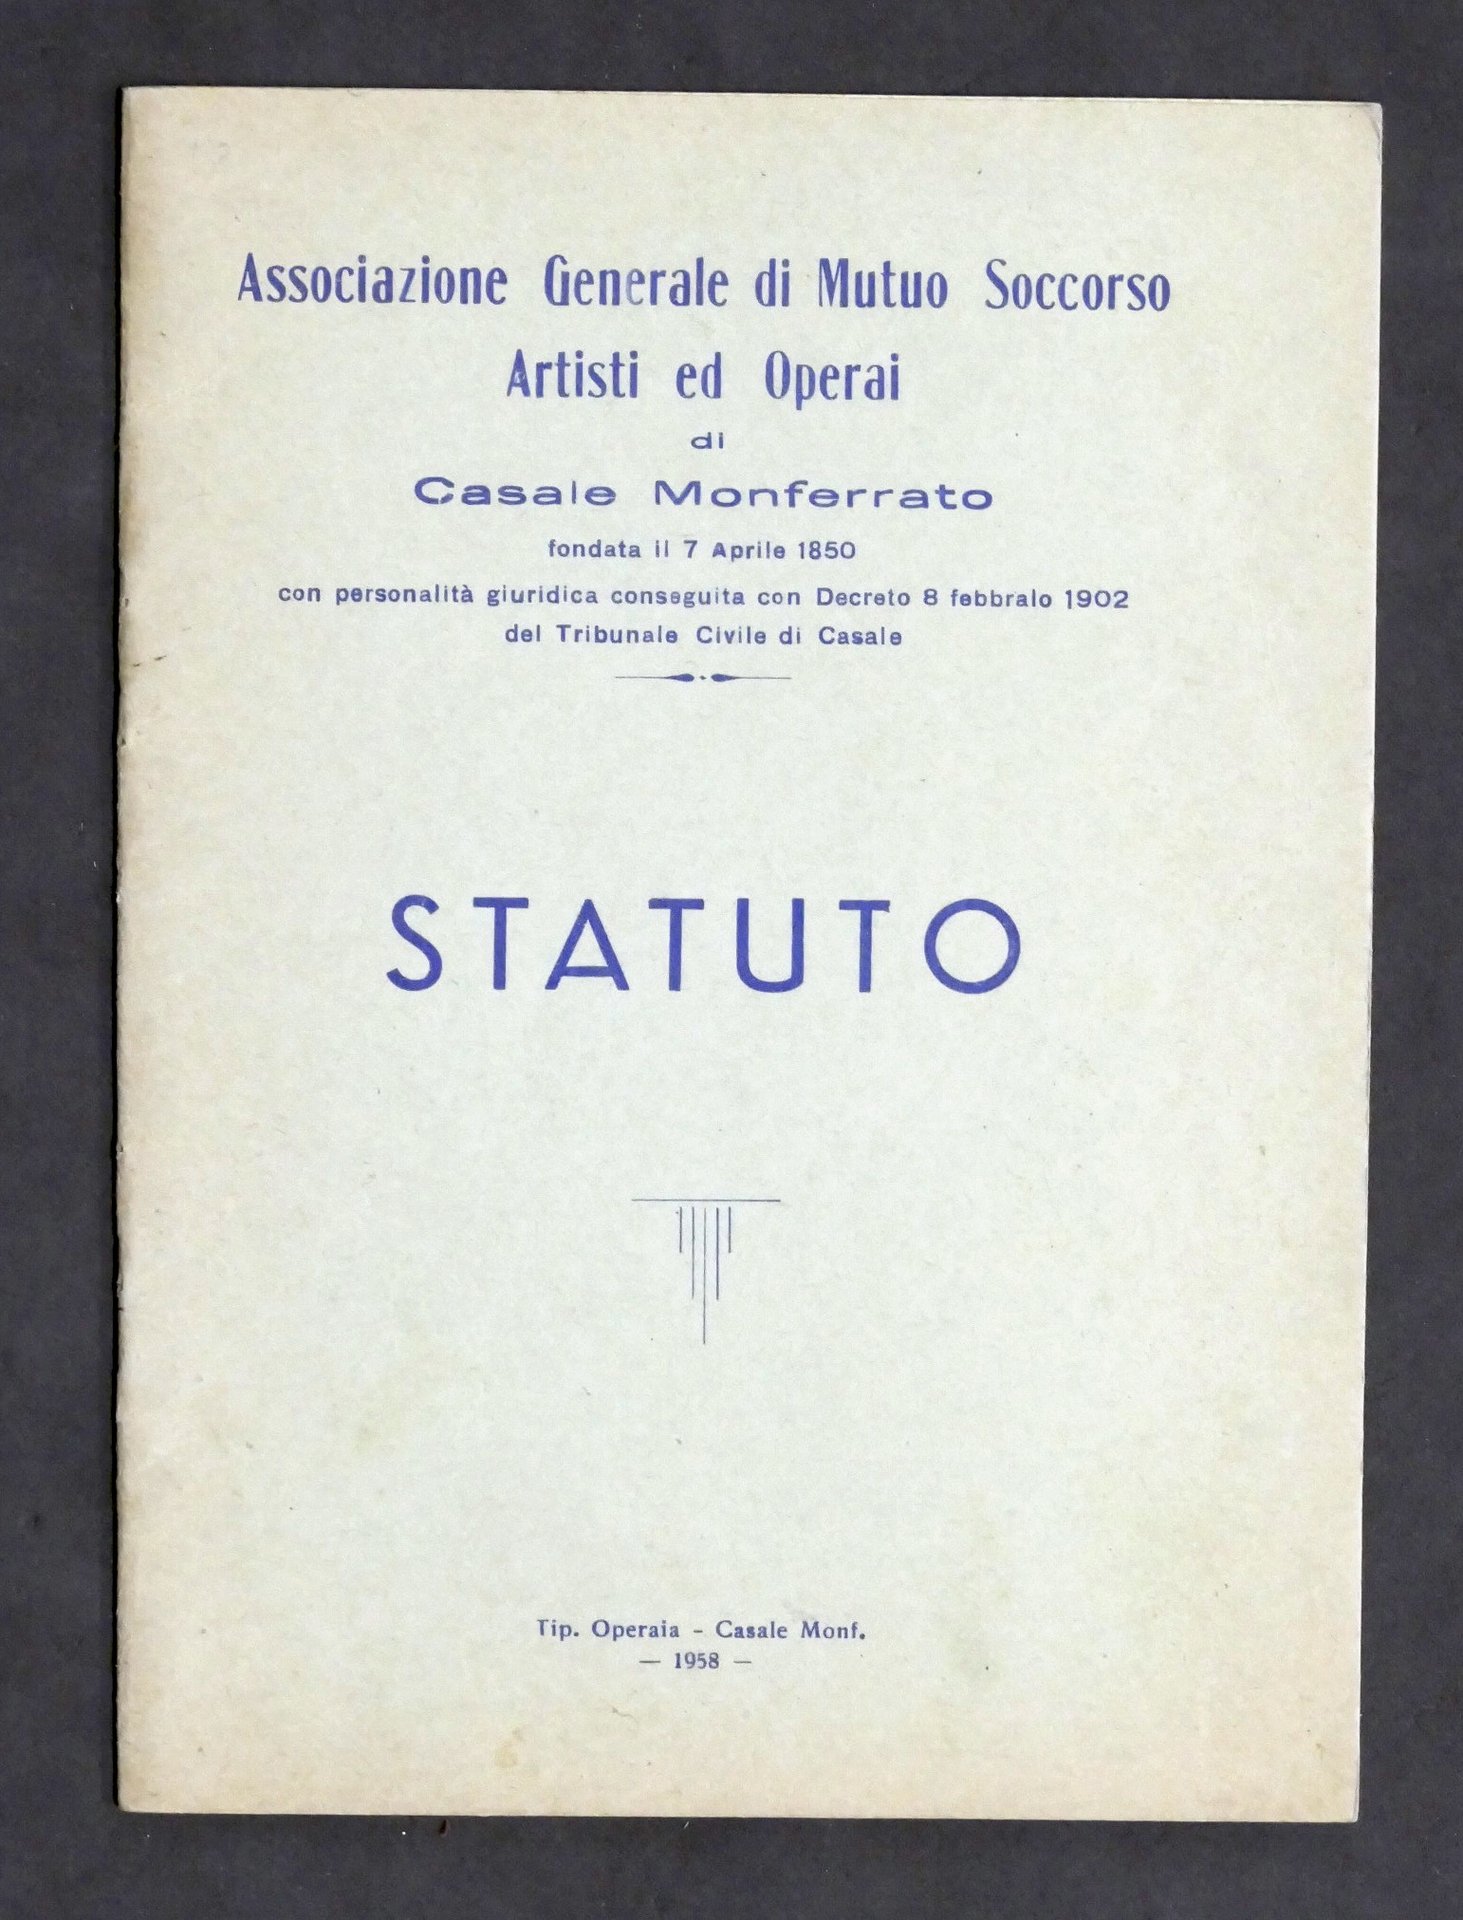 Associazione Generale di Mutuo Soccorso
Artisti ed Operai
di
Casale Monferrato
fondata il 7 Aprile 1850
con personalità giuridica conseguita con Decreto 8 febbraio 1902
del Tribunale Civile di Casale
STATUTO
Tip. Operaia - Casale Monf.
— 1958 —